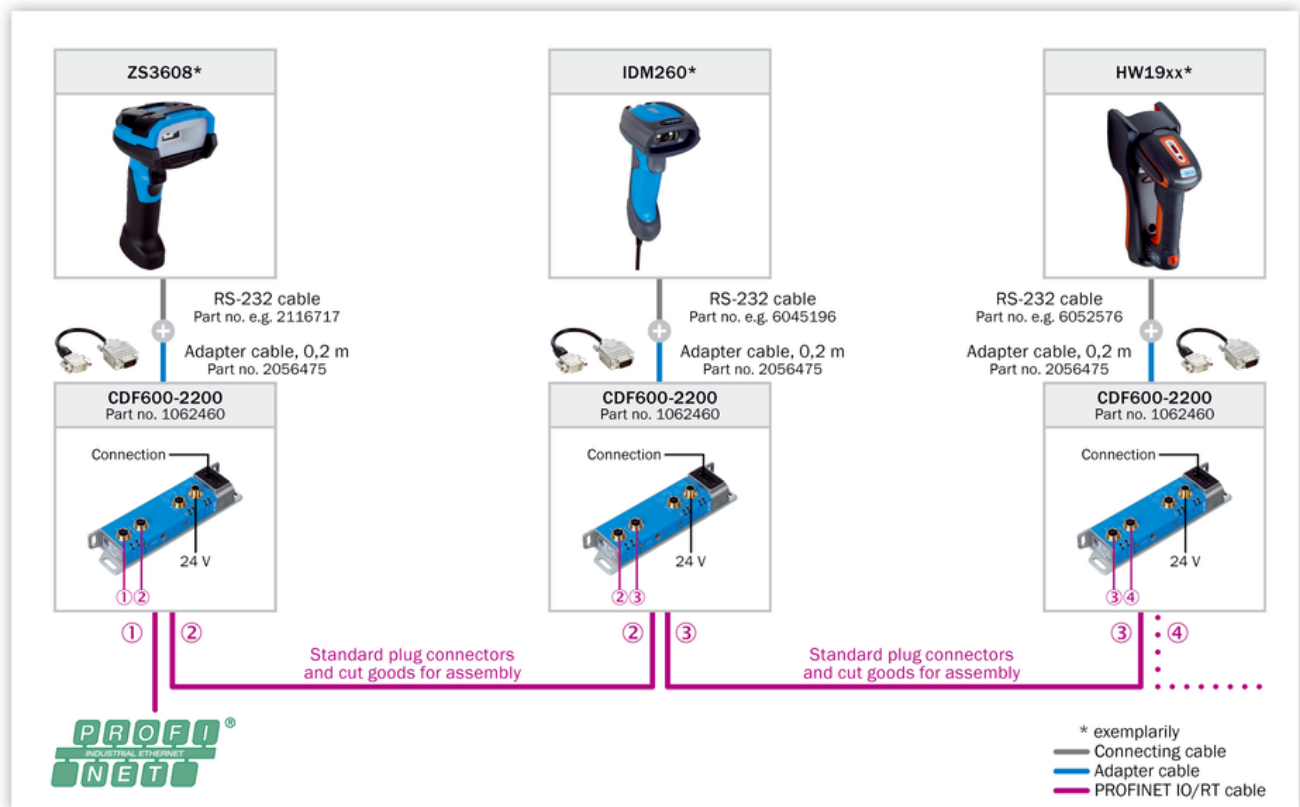 ZS3608*
RS-232 cable
Part no. e.g. 2116717
Adapter cable, 0,2 m
Part no. 2056475
CDF600-2200
Part no. 1062460
Connection
24 V
①②
①
②
IDM260*
RS-232 cable
Part no. e.g. 6045196
Adapter cable, 0,2 m
Part no. 2056475
CDF600-2200
Part no. 1062460
Connection
24 V
②③
②
③
HW19xx*
RS-232 cable
Part no. e.g. 6052576
Adapter cable, 0,2 m
Part no. 2056475
CDF600-2200
Part no. 1062460
Connection
24 V
③④
③
④
Standard plug connectors
and cut goods for assembly
Standard plug connectors
and cut goods for assembly
PROFI®
INDUSTRIAL ETHERNET
NET
* exemplarily
Connecting cable
Adapter cable
PROFINET IO/RT cable